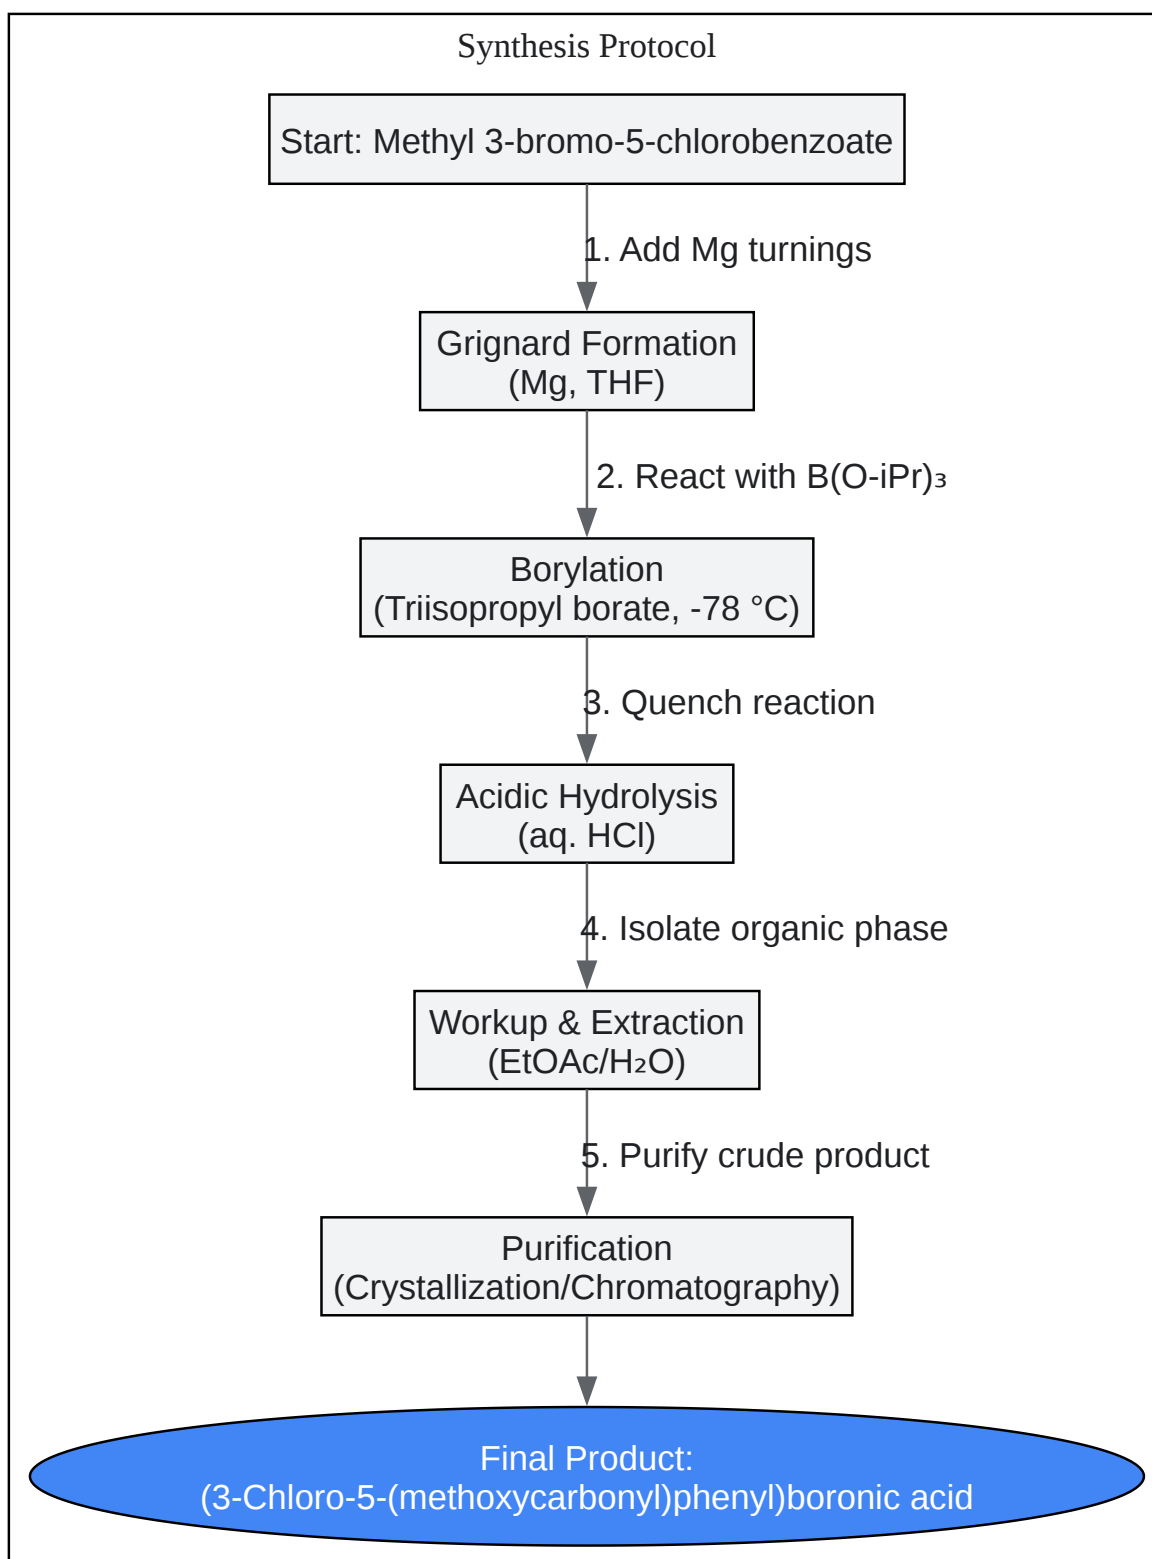 Synthesis Protocol
Start: Methyl 3-bromo-5-chlorobenzoate
1. Add Mg turnings
Grignard Formation
(Mg, THF)
2. React with B(O-iPr)₃
Borylation
(Triisopropyl borate, -78 °C)
3. Quench reaction
Acidic Hydrolysis
(aq. HCl)
4. Isolate organic phase
Workup & Extraction
(EtOAc/H₂O)
5. Purify crude product
Purification
(Crystallization/Chromatography)
Final Product:
(3-Chloro-5-(methoxycarbonyl)phenyl)boronic acid